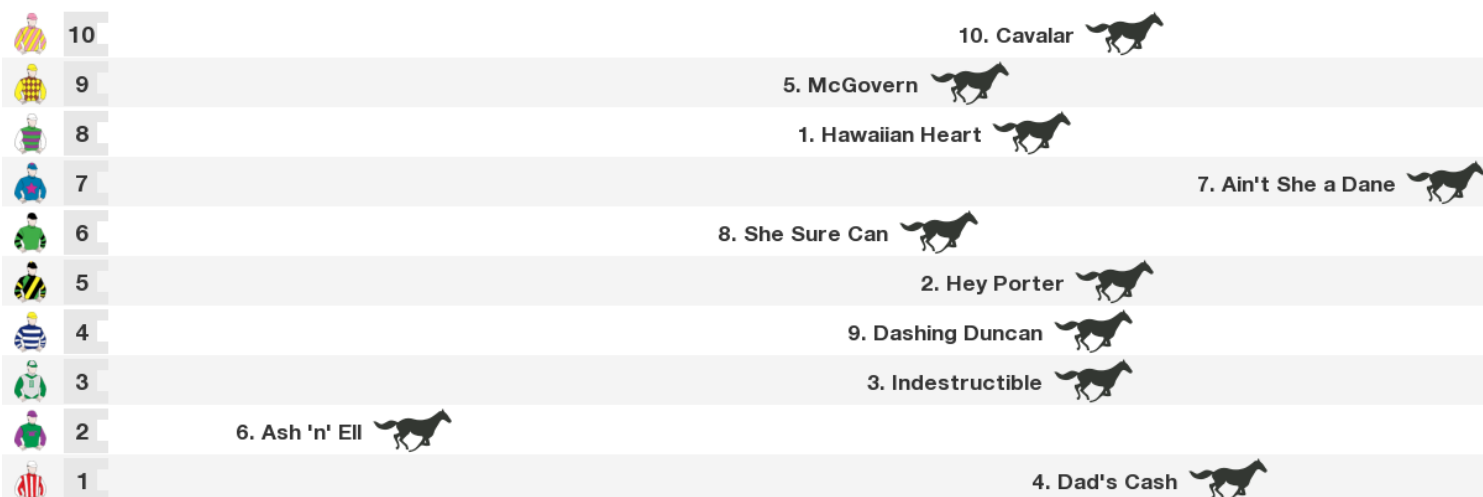 10 10. Cavalar
9 5. McGovern
8 1. Hawaiian Heart
7 7. Ain't She a Dane
6 8. She Sure Can
5 2. Hey Porter
4 9. Dashing Duncan
3 3. Indestructible
2 6. Ash 'n' Ell
1 4. Dad's Cash